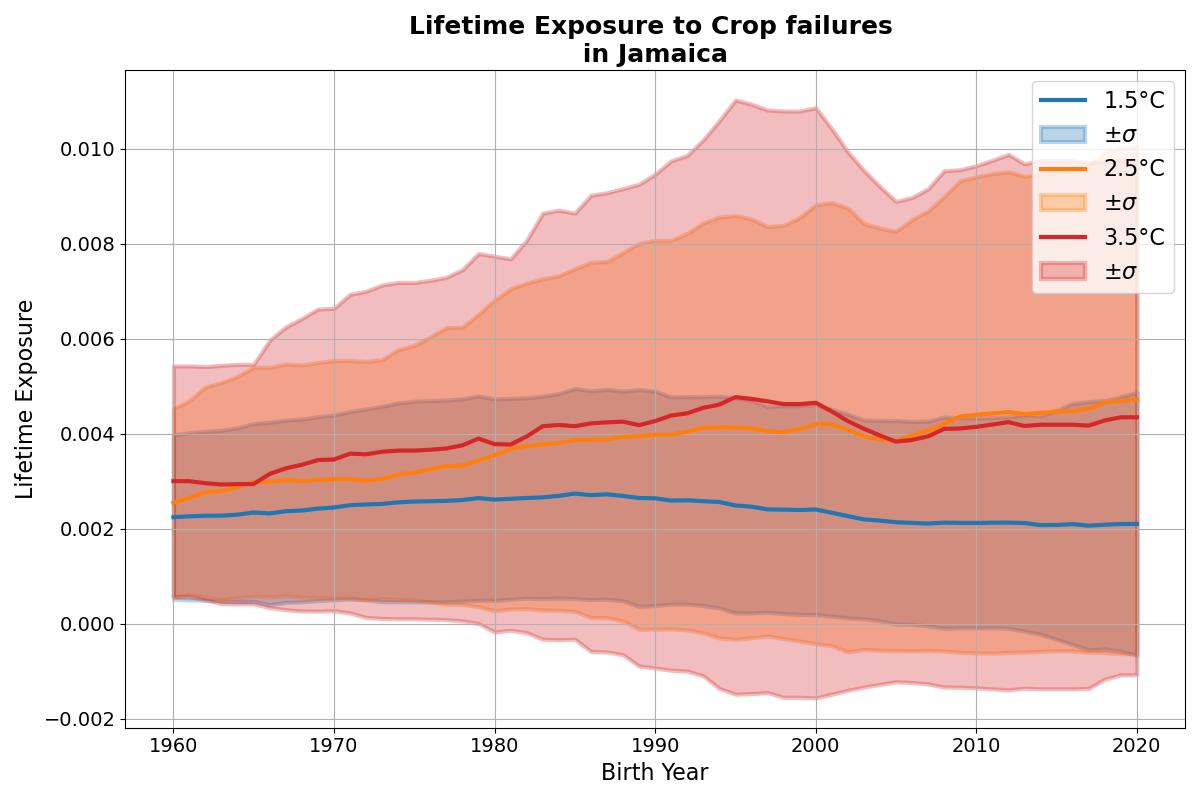 Lifetime Exposure to Crop failures
in Jamaica
Lifetime Exposure
0.010
0.008
0.006
0.004
0.002
0.000
−0.002
1960
1970
1980
1990
2000
2010
2020
Birth Year
1.5°C
±σ
2.5°C
±σ
3.5°C
±σ